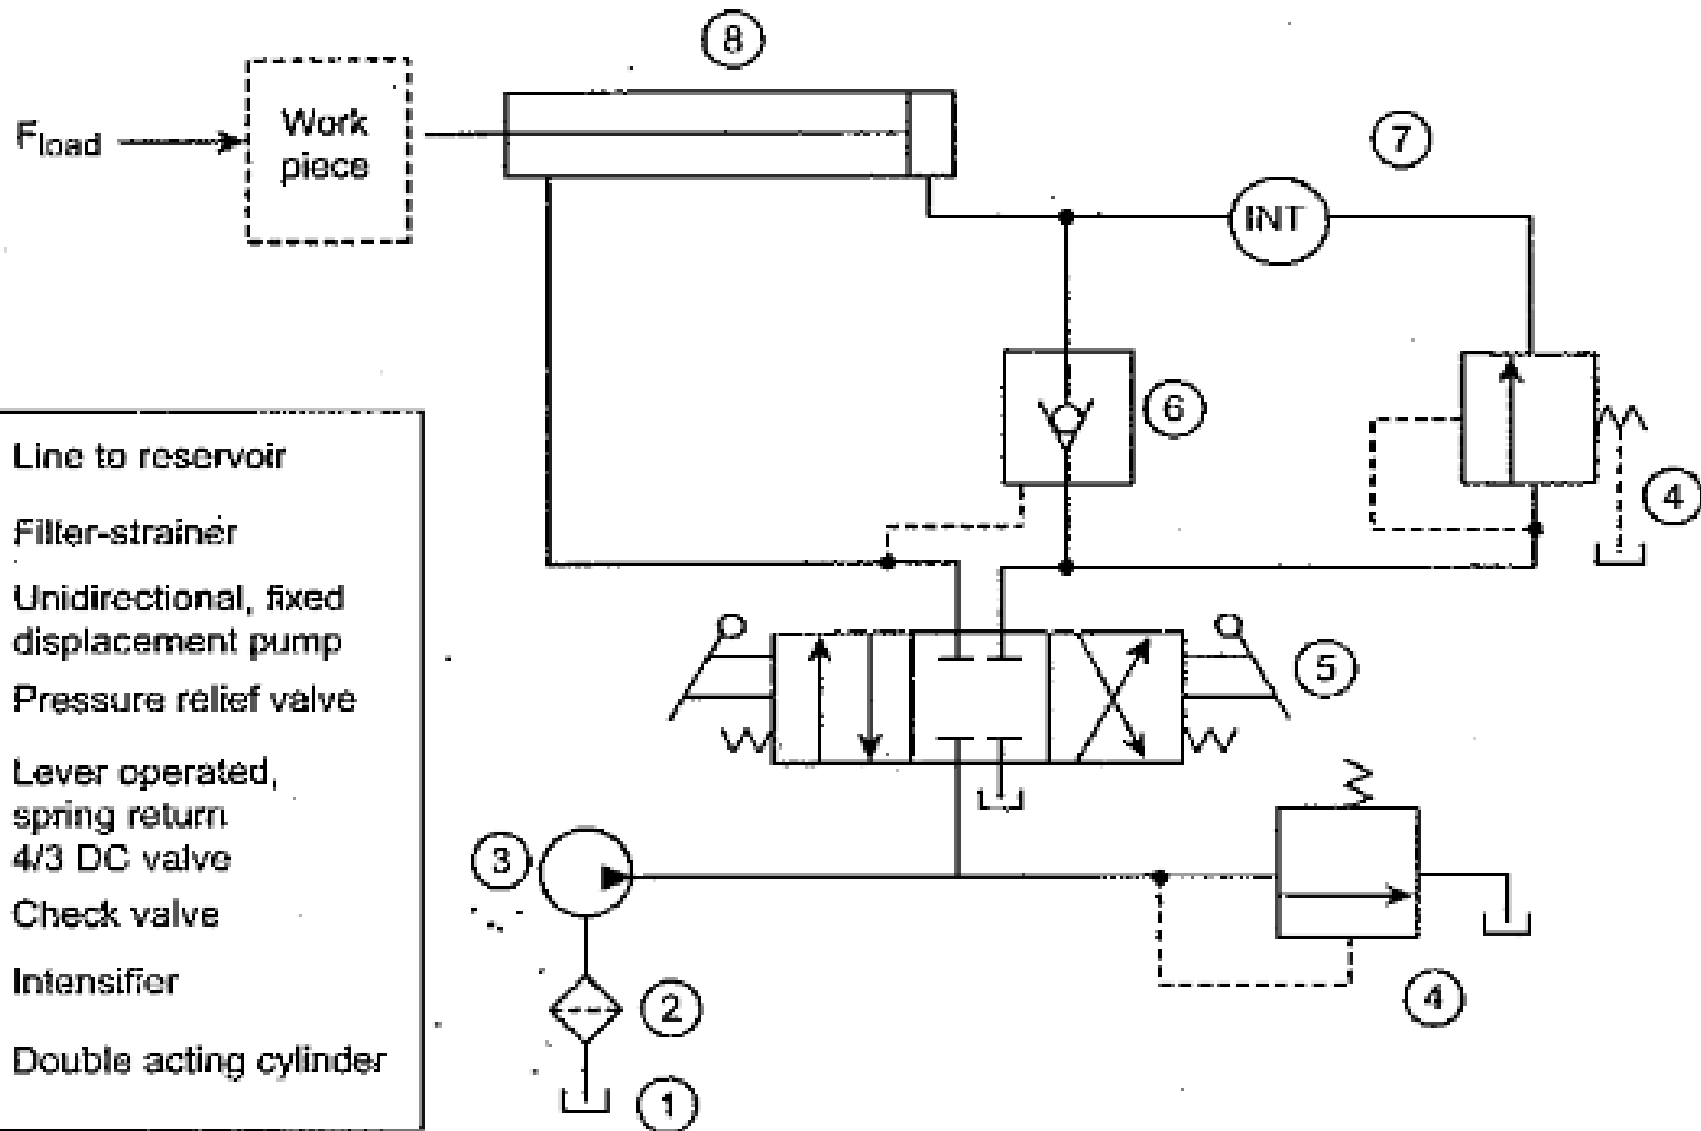 8
F load
Work
piece
7
INT
6
4
5
3
4
2
1
Line to reservoir
Filter-strainer
Unidirectional, fixed
displacement pump
Pressure relief valve
Lever operated,
spring return
4/3 DC valve
Check valve
Intensifier
Double acting cylinder